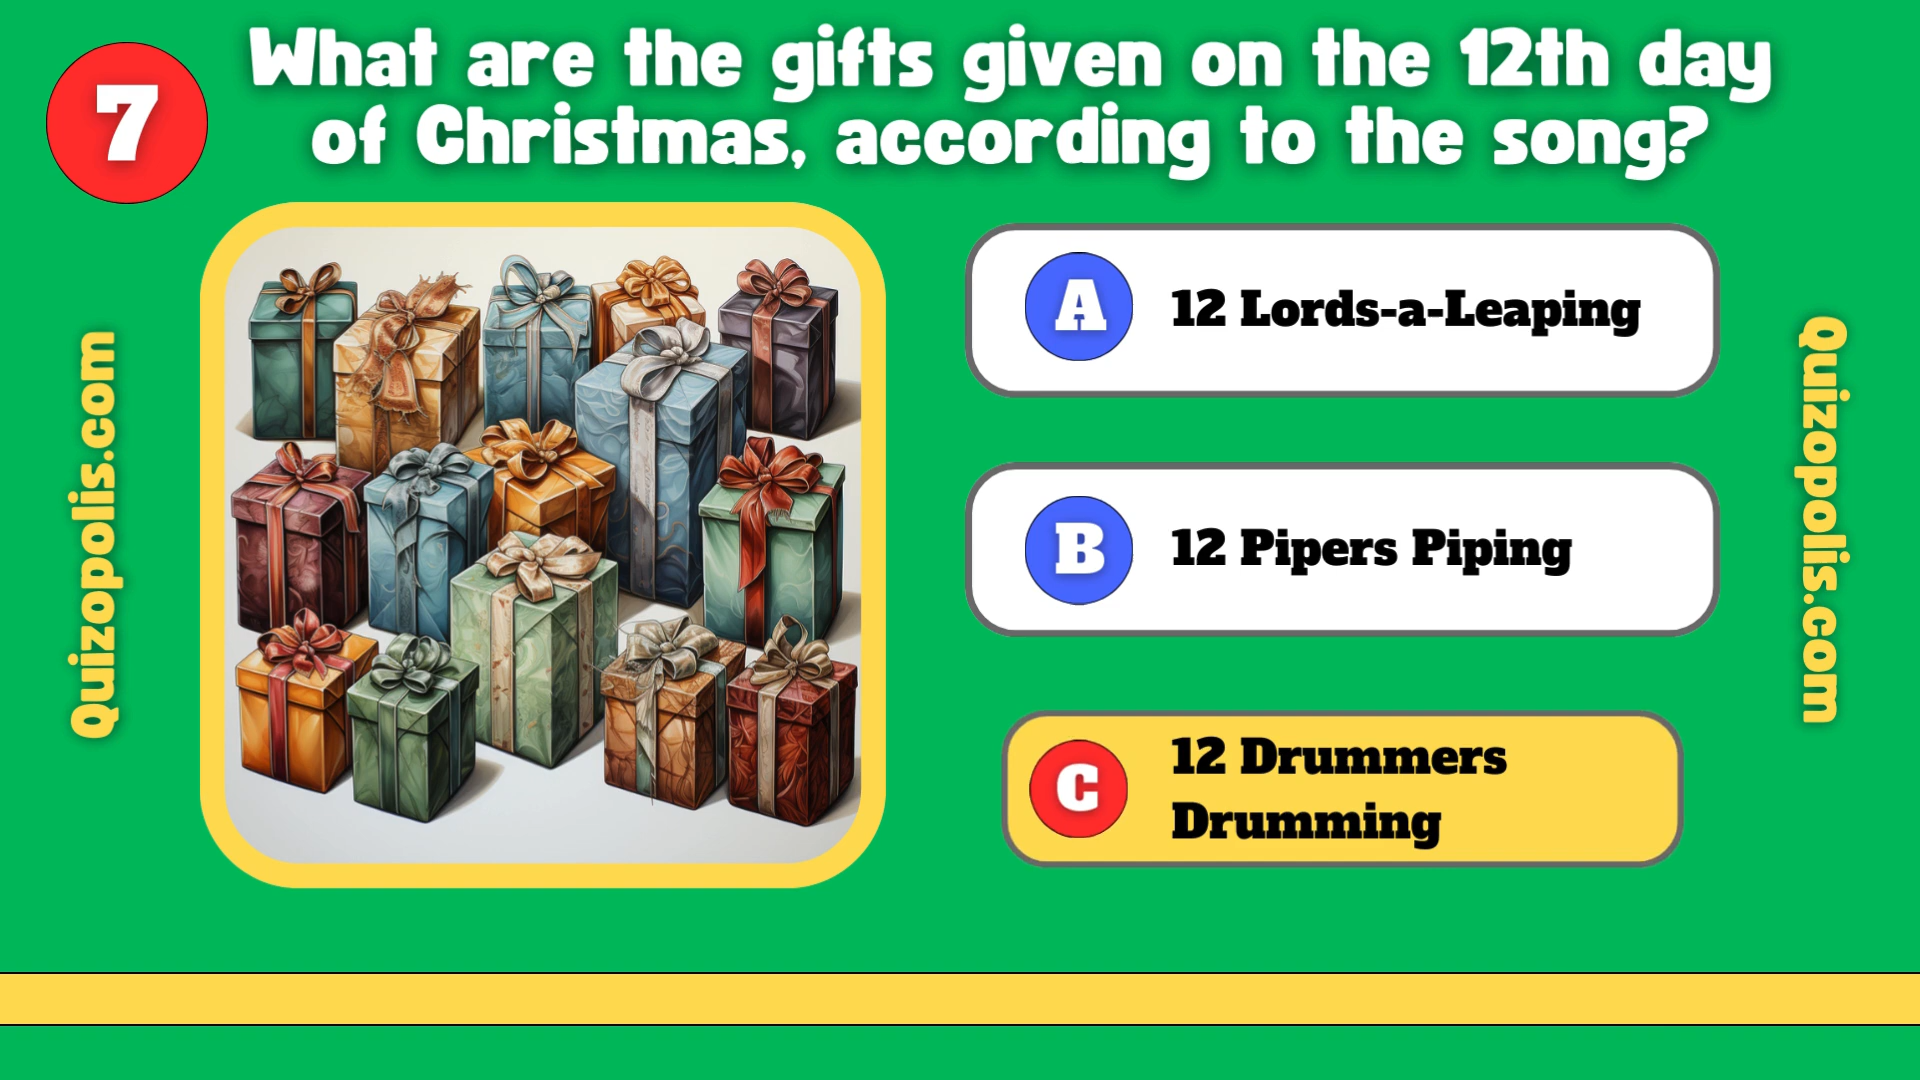 7
What are the gifts given on the 12th day
of Christmas, according to the song?
Quizopolis.com
A 12 Lords-a-Leaping
B 12 Pipers Piping
C 12 Drummers
Drumming
Quizopolis.com